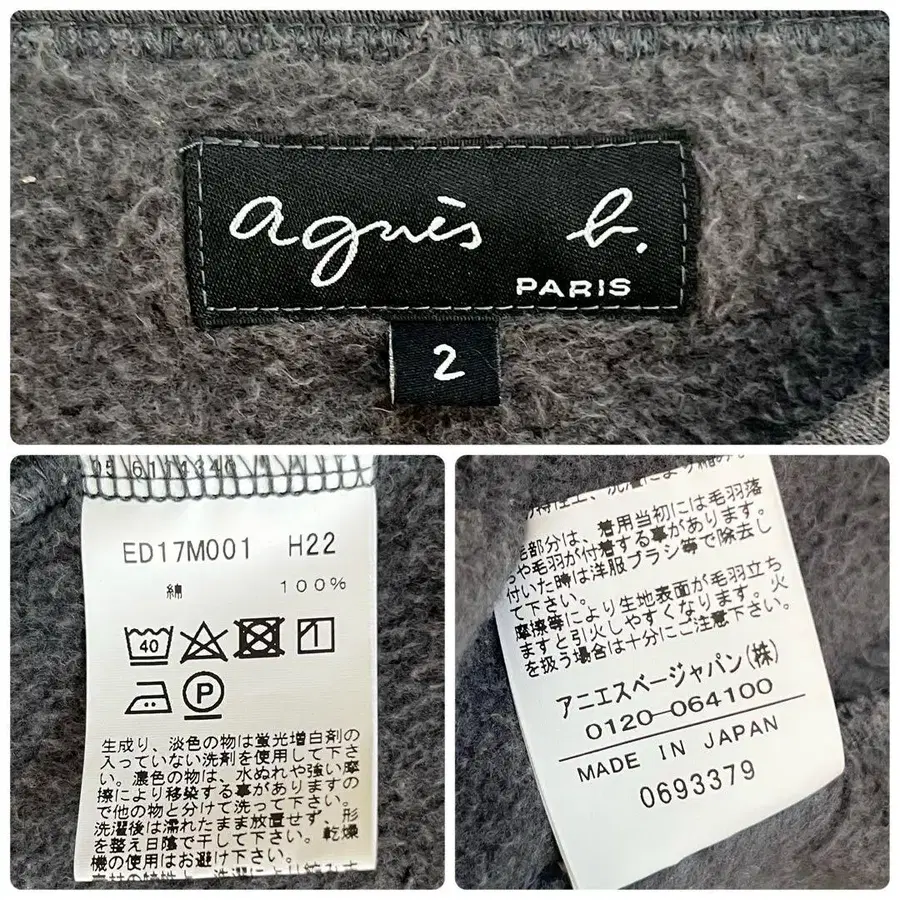 agnès b.
PARIS
2
ED17M001 H22
綿 100%
40
P
生成り、淡色の物は蛍光増白剤の
入っていない洗剤を使用して下さ
い。濃色の物は、水ぬれや強い摩
擦により移染する事がありますの
で他の物と分けて洗って下さい。
洗濯後は濡れたまま放置せず、形
を整え日陰で干して下さい。乾燥
機の使用はお避け下さい。
毛部分は、着用当初には毛羽落
ちや毛羽が付着する事があります。
付いた時は洋服ブラシ等で除去し
て下さい。
摩擦等により生地表面が毛羽立ち
ますと引火しやすくなります。火
を扱う場合は十分にご注意下さい。
アニエスベージャパン(株)
0120-064100
MADE IN JAPAN
0693379